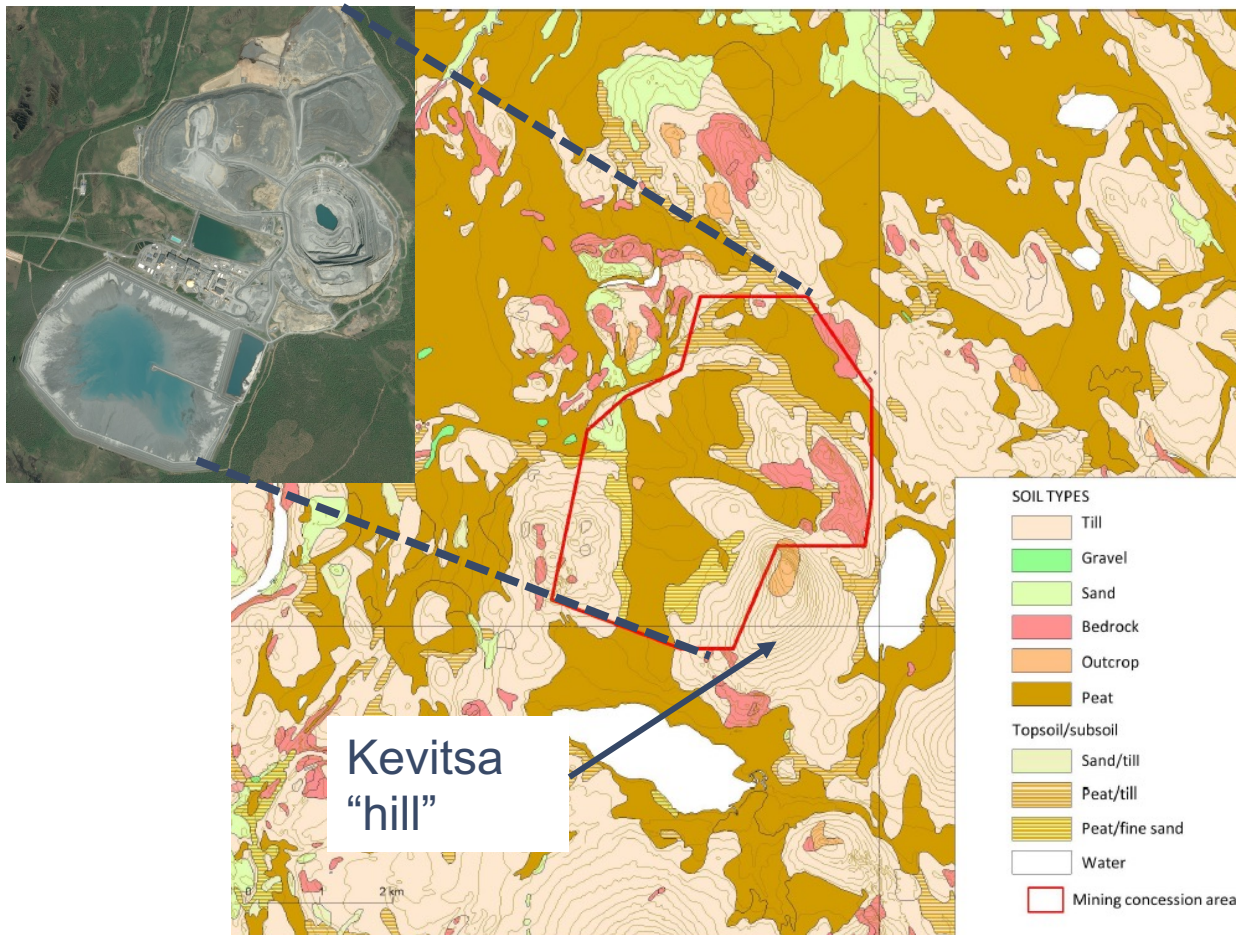 SOIL TYPES
Till
Gravel
Sand
Bedrock
Outcrop
Peat
Topsoil/subsoil
Sand/till
Peat/till
Peat/fine sand
Water
Mining concession area
Kevitsa
“hill”
0 1 2 km